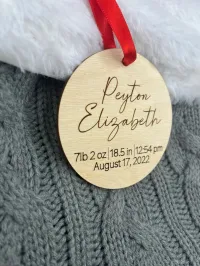 Peyton
Elizabeth
7lb 2 oz|18.5 in|12:54 pm
August 17, 2022